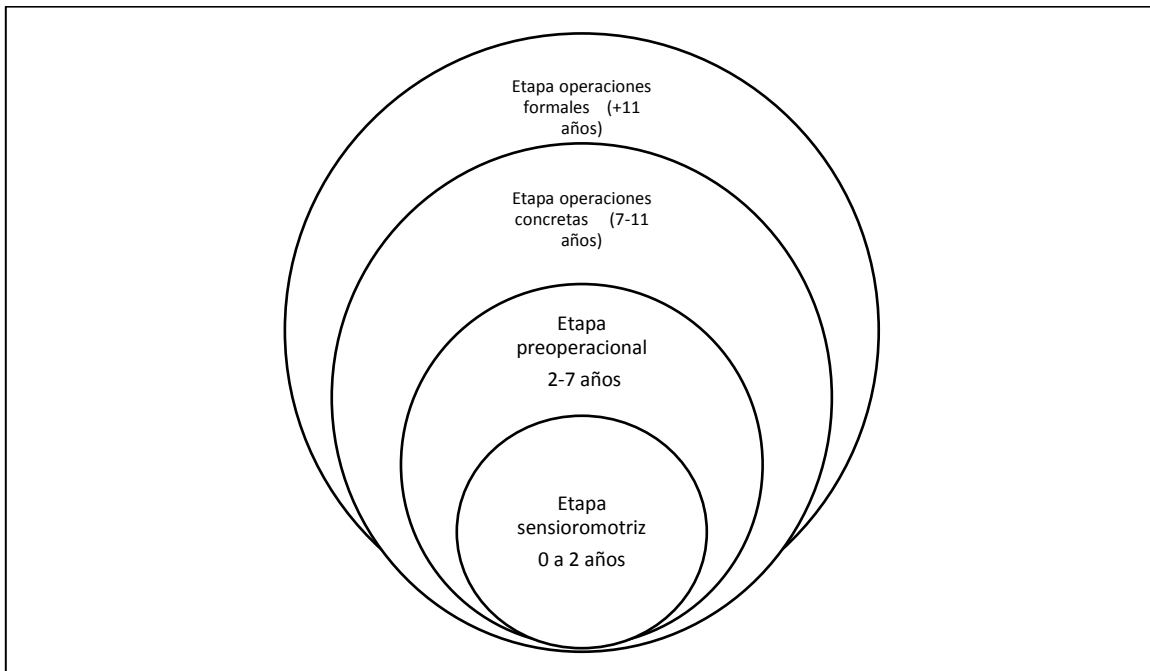 Etapa operaciones
formales (+11
años)
Etapa operaciones
concretas (7-11
años)
Etapa
preoperacional
2-7 años
Etapa
sensioromotriz
0 a 2 años